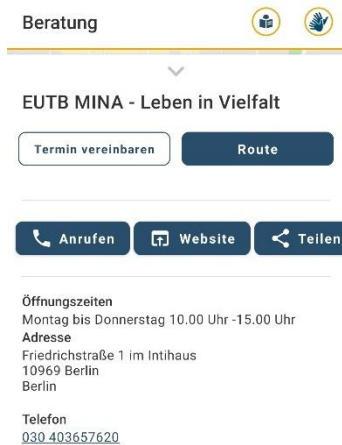 Beratung
EUTB MINA - Leben in Vielfalt
Termin vereinbaren
Route
Anrufen
Website
Teilen
Öffnungszeiten
Montag bis Donnerstag 10.00 Uhr -15.00 Uhr
Adresse
Friedrichstraße 1 im Intihaus
10969 Berlin
Berlin
Telefon
030 403657620